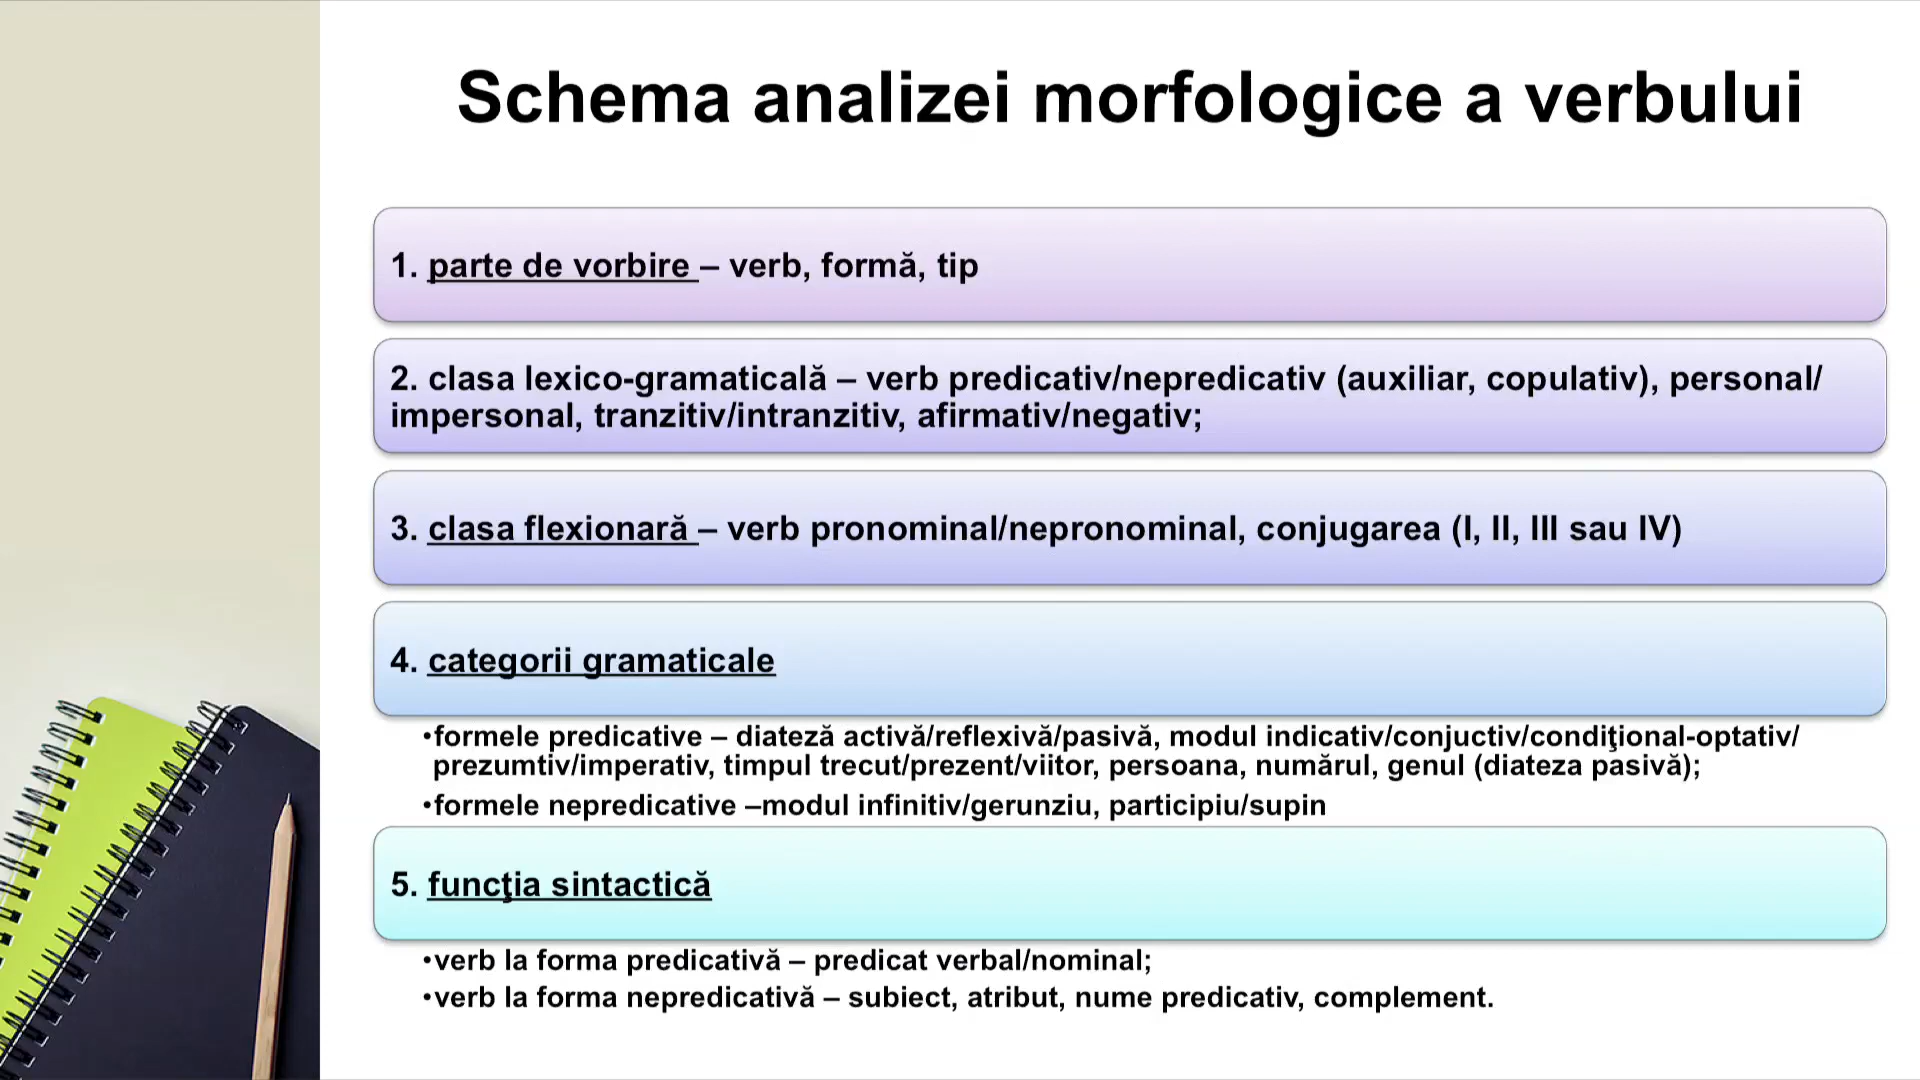 Schema analizei morfologice a verbului
1. parte de vorbire – verb, formă, tip
2. clasa lexico-gramaticală – verb predicativ/nepredicativ (auxiliar, copulativ), personal/
impersonal, tranzitiv/intranzitiv, afirmativ/negativ;
3. clasa flexionară – verb pronominal/nepronominal, conjugarea (I, II, III sau IV)
4. categorii gramaticale
•formele predicative – diateză activă/reflexivă/pasivă, modul indicativ/conjuctiv/condiţional-optativ/
prezumtiv/imperativ, timpul trecut/prezent/viitor, persoana, numărul, genul (diateza pasivă);
•formele nepredicative –modul infinitiv/gerunziu, participiu/supin
5. funcţia sintactică
•verb la forma predicativă – predicat verbal/nominal;
•verb la forma nepredicativă – subiect, atribut, nume predicativ, complement.